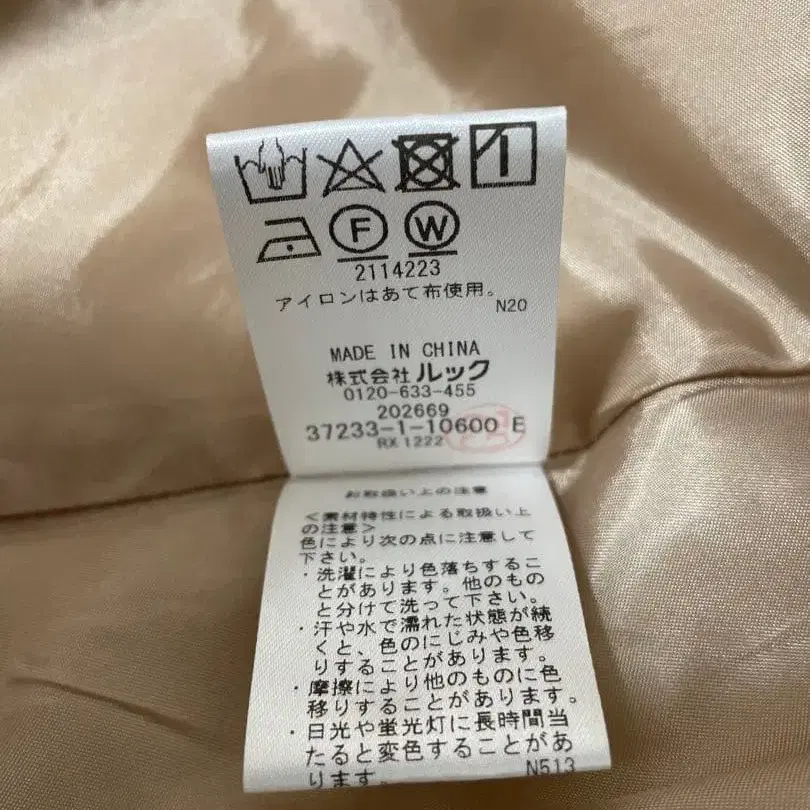 F W
2114223
アイロンはあて布使用。
N20
MADE IN CHINA
株式会社ルック
0120-633-455
202669
37233-1-10600 E
RX1222
お取扱い上の注意
<素材特性による取扱い上
の注意>
色により次の点に注意して
下さい。
・洗濯により色落ちするこ
とがあります。他のもの
と分けて洗って下さい。
・汗や水で濡れた状態が続
くと、色のにじみや色移
りすることがあります。
・摩擦により他のものに色
移りすることがあります。
・日光や蛍光灯に長時間当
たると変色することがあ
ります。
N513